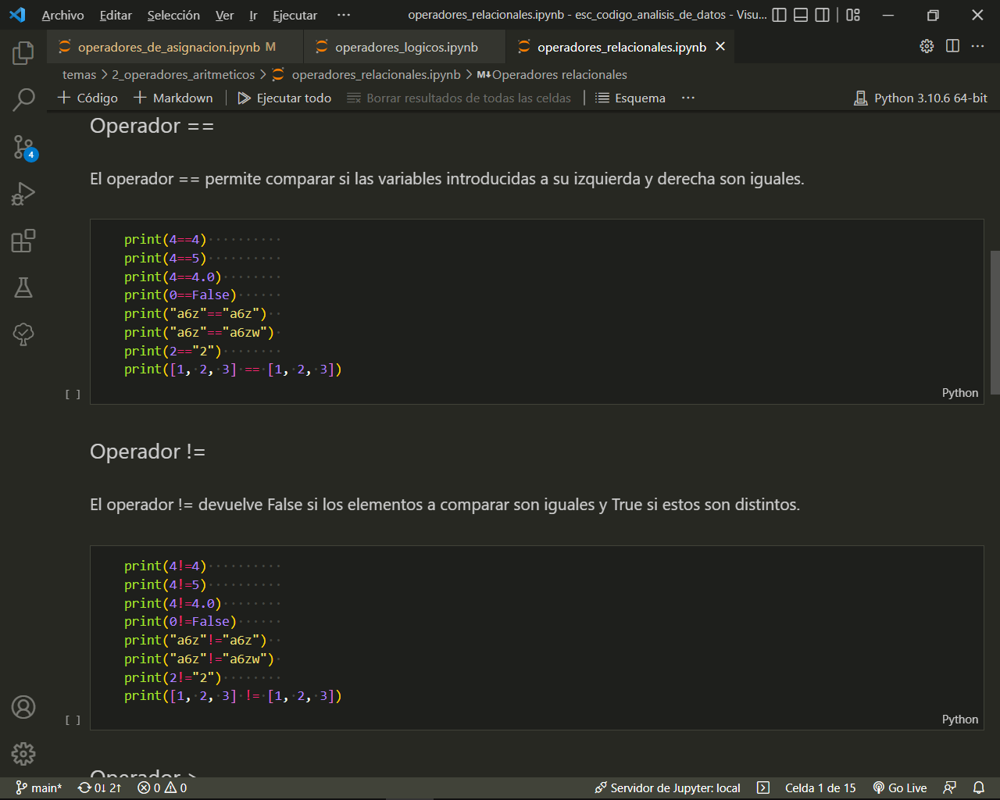 Archivo Editar Selección Ver Ir Ejecutar ··· operadores_relacionales.ipynb - esc_codigo_analisis_de_datos - Visu...
operadores_de_asignacion.ipynb M operadores_logicos.ipynb operadores_relacionales.ipynb
temas > 2_operadores_aritmeticos > operadores_relacionales.ipynb > M↓Operadores relacionales
+ Código + Markdown Ejecutar todo Borrar resultados de todas las celdas Esquema ··· Python 3.10.6 64-bit
Operador ==
El operador == permite comparar si las variables introducidas a su izquierda y derecha son iguales.
print(4==4)
print(4==5)
print(4==4.0)
print(0==False)
print("a6z"=="a6z")
print("a6z"=="a6zw")
print(2=="2")
print([1, 2, 3] == [1, 2, 3])
[ ]
Python
Operador !=
El operador != devuelve False si los elementos a comparar son iguales y True si estos son distintos.
print(4!=4)
print(4!=5)
print(4!=4.0)
print(0!=False)
print("a6z"!="a6z")
print("a6z"!="a6zw")
print(2!="2")
print([1, 2, 3] != [1, 2, 3])
[ ]
Python
Operador >
4
main* 0↓ 2↑ 0 0 Servidor de Jupyter: local Celda 1 de 15 Go Live